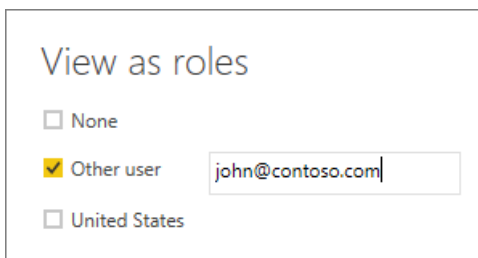 View as roles
None
Other user john@contoso.com
United States